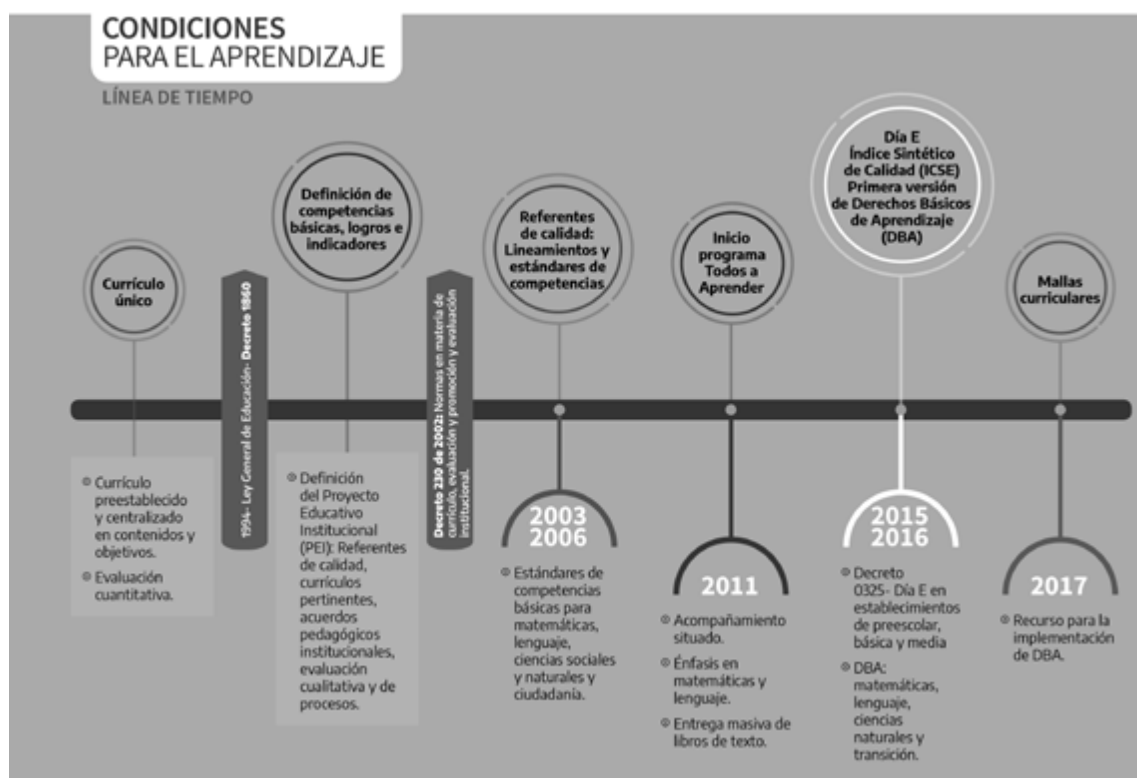 CONDICIONES
PARA EL APRENDIZAJE
LÍNEA DE TIEMPO
Currículo
único
Currículo
preestablecido
y centralizado
en contenidos y
objetivos.
Evaluación
cuantitativa.
1994- Ley General de Educación- Decreto 1860
Definición de
competencias
básicas, logros e
indicadores
Definición
del Proyecto
Educativo
Institucional
(PEI): Referentes
de calidad,
currículos
pertinentes,
acuerdos
pedagógicos
institucionales,
evaluación
cualitativa y de
procesos.
Decreto 230 de 2002: Normas en materia de
currículo, evaluación y promoción y evaluación
institucional.
Referentes
de calidad:
Lineamientos y
estándares de
competencias
2003
2006
Estándares de
competencias
básicas para
matemáticas,
lenguaje,
ciencias sociales
y naturales y
ciudadanía.
Inicio
programa
Todos a
Aprender
2011
Acompañamiento
situado.
Énfasis en
matemáticas y
lenguaje.
Entrega masiva de
libros de texto.
Día E
Índice Sintético
de Calidad (ICSE)
Primera versión
de Derechos Básicos
de Aprendizaje
(DBA)
2015
2016
Decreto
0325- Día E en
establecimientos
de preescolar,
básica y media
DBA:
matemáticas,
lenguaje,
ciencias
naturales y
transición.
Mallas
curriculares
2017
Recurso para la
implementación
de DBA.